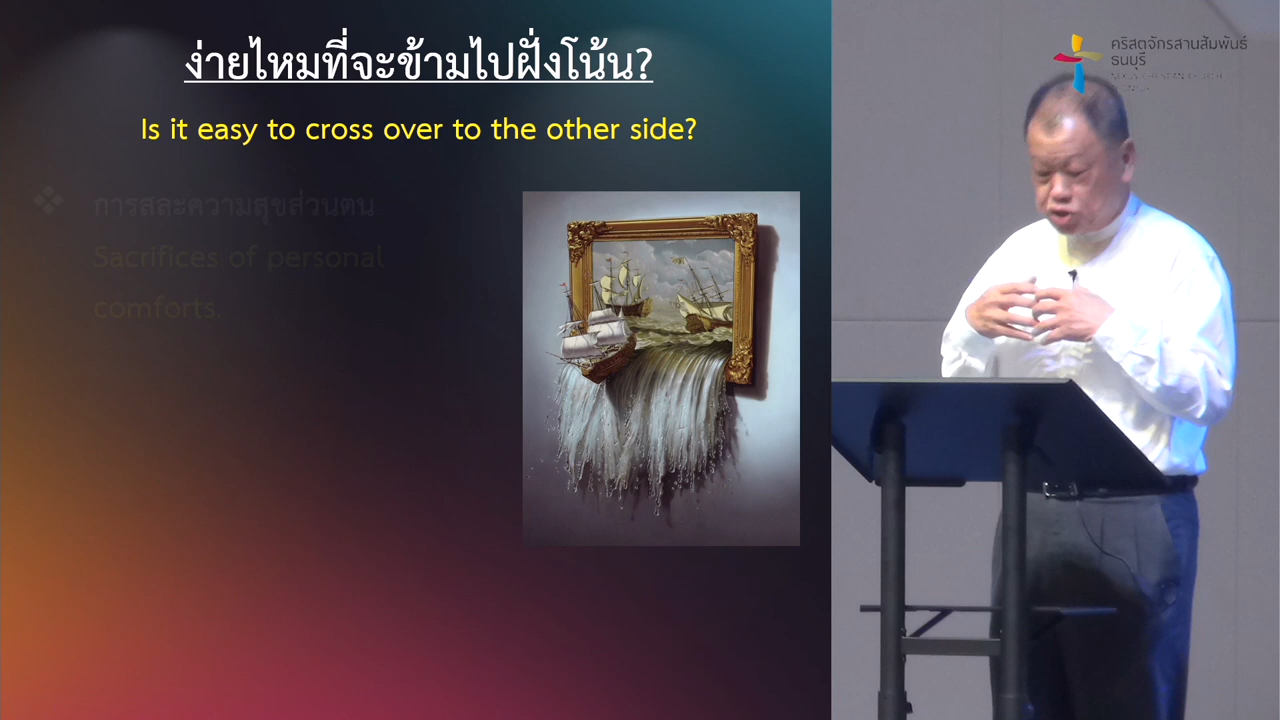 ง่ายไหมที่จะข้ามไปฝั่งโน้น?
Is it easy to cross over to the other side?
❖ การสละความสุขส่วนตน
Sacrifices of personal
comforts.
คริสตจักรสานสัมพันธ์
ธนบุรี